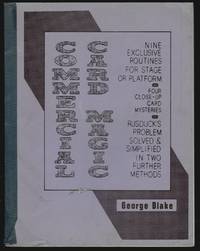 COMMERCIAL
CARD MAGIC
NINE
EXCLUSIVE
ROUTINES
FOR STAGE
OR PLATFORM
FOUR
CLOSE-UP
CARD
MYSTERIES
RUSDUCK'S
PROBLEM
SOLVED &
SIMPLIFIED
IN TWO
FURTHER
METHODS
George Blake